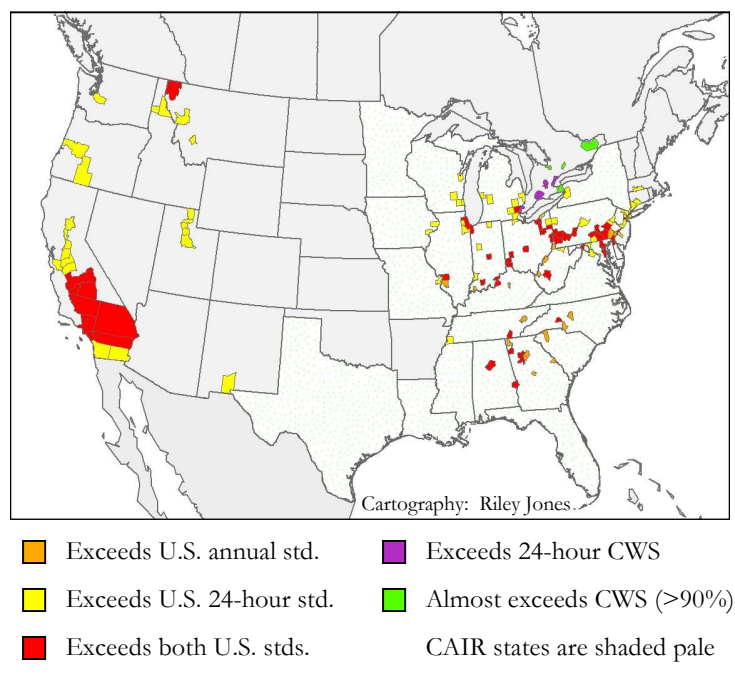 Cartography: Riley Jones
Exceeds U.S. annual std.
Exceeds U.S. 24-hour std.
Exceeds both U.S. stds.
Exceeds 24-hour CWS
Almost exceeds CWS (>90%)
CAIR states are shaded pale